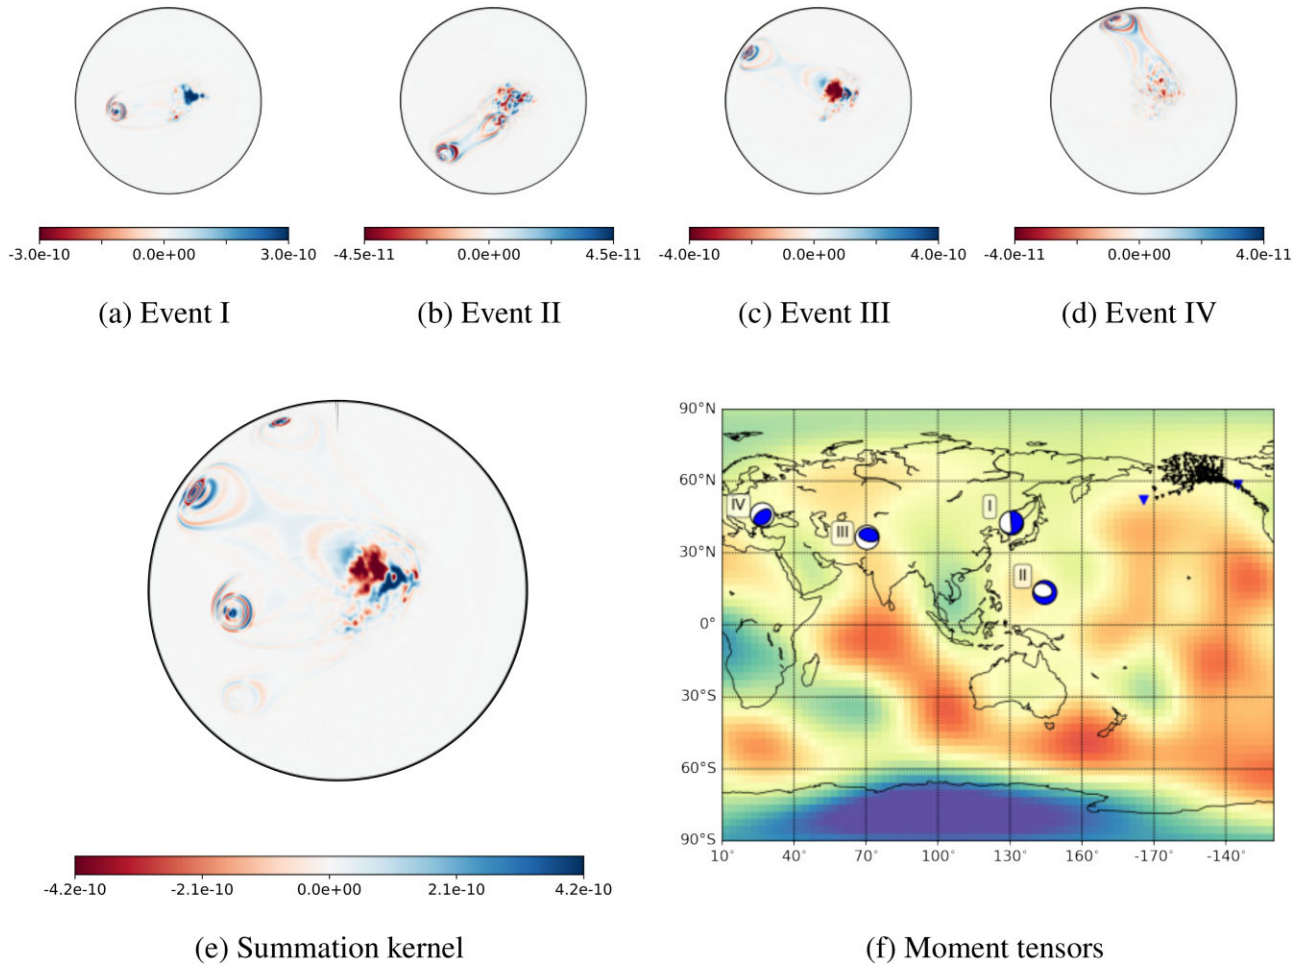 -3.0e-10 0.0e+00 3.0e-10
-4.5e-11 0.0e+00 4.5e-11
-4.0e-10 0.0e+00 4.0e-10
-4.0e-11 0.0e+00 4.0e-11
(a) Event I
(b) Event II
(c) Event III
(d) Event IV
-4.2e-10 -2.1e-10 0.0e+00 2.1e-10 4.2e-10
(e) Summation kernel
90°N
60°N
30°N
0°
30°S
60°S
90°S
IV
III
I
II
10° 40° 70° 100° 130° 160° -170° -140°
(f) Moment tensors